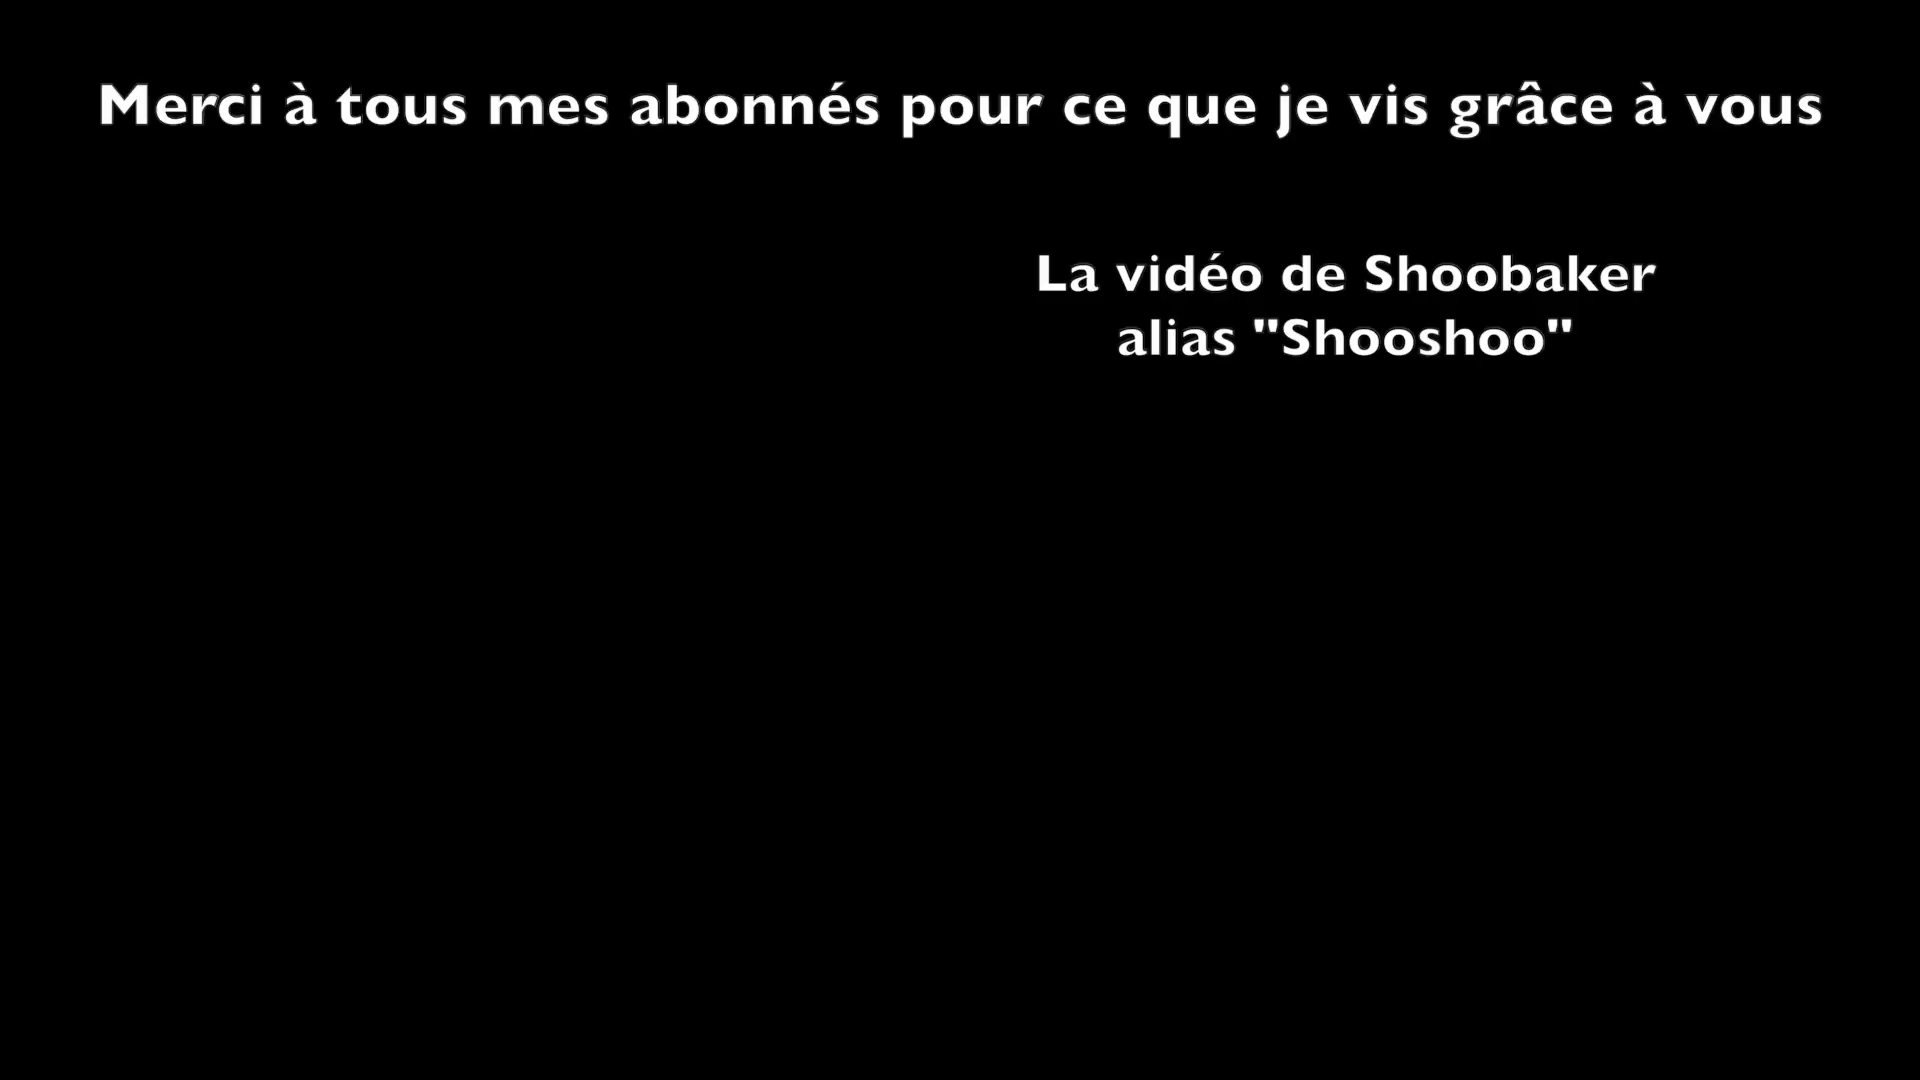 Merci à tous mes abonnés pour ce que je vis grâce à vous
La vidéo de Shoobaker
alias "Shooshoo"